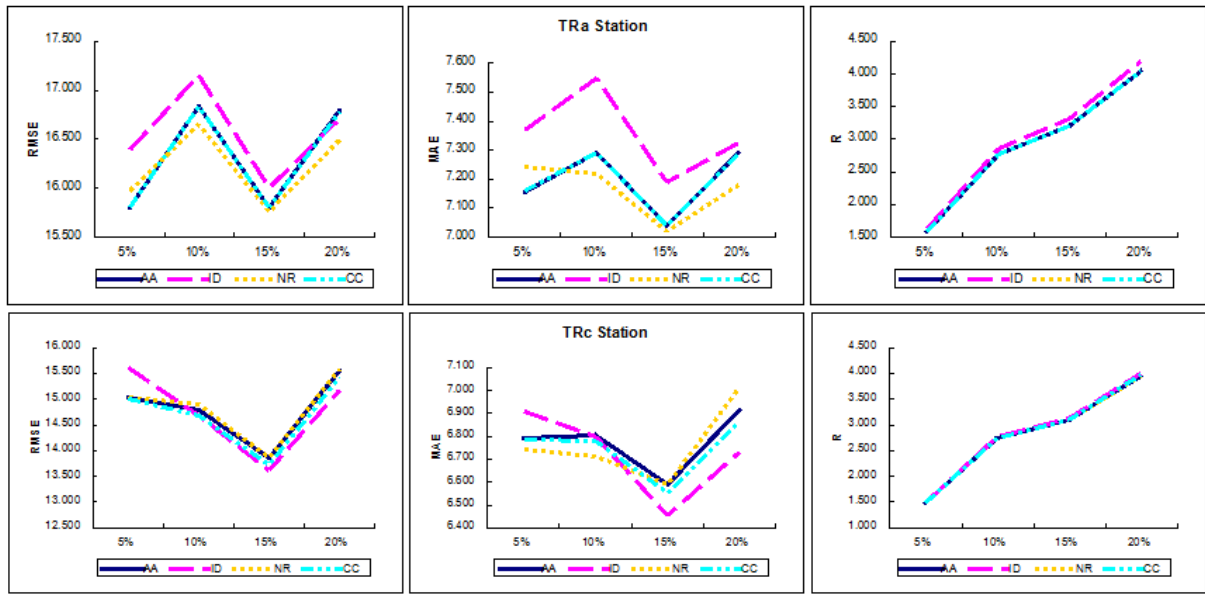 TRa Station
17.500
17.000
16.500
16.000
15.500
RMSE
5% 10% 15% 20%
AA ID NR CC
7.600
7.500
7.400
7.300
7.200
7.100
7.000
MAE
5% 10% 15% 20%
AA ID NR CC
4.500
4.000
3.500
3.000
2.500
2.000
1.500
R
5% 10% 15% 20%
AA ID NR CC
TRc Station
16.000
15.500
15.000
14.500
14.000
13.500
13.000
12.500
RMSE
5% 10% 15% 20%
AA ID NR CC
7.100
7.000
6.900
6.800
6.700
6.600
6.500
6.400
MAE
5% 10% 15% 20%
AA ID NR CC
4.500
4.000
3.500
3.000
2.500
2.000
1.500
1.000
R
5% 10% 15% 20%
AA ID NR CC